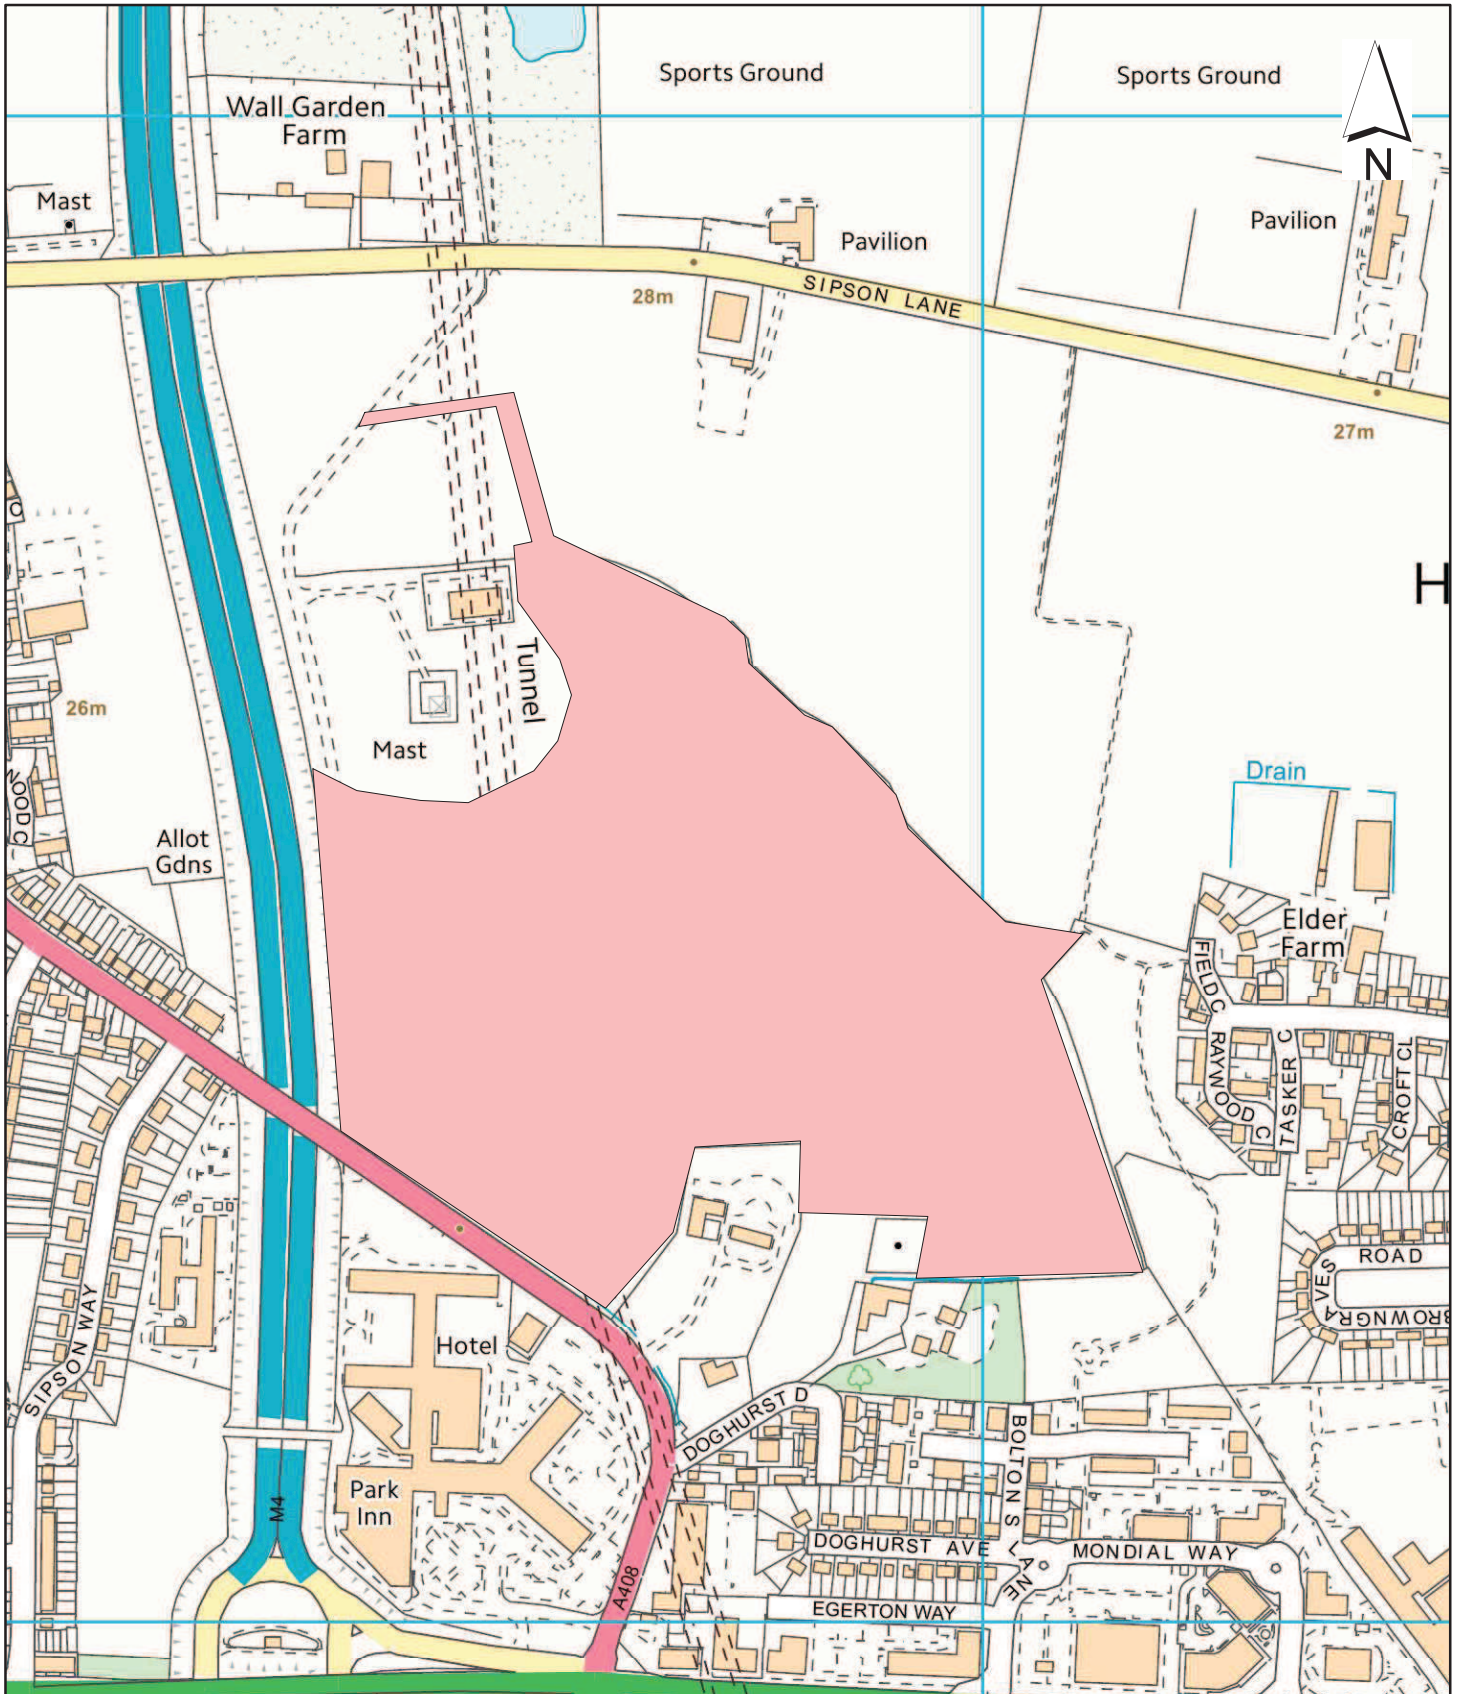 Sports Ground
Sports Ground
Wall Garden
Farm
N
Mast
Pavilion
Pavilion
SIPSON LANE
28m
27m
C
H
Tunnel
26m
Mast
Drain
WOOD C
Allot
Gdns
Elder
Farm
FIELD C
RAYWOOD C
TASKER C
CROFT CL
ROAD
BROWNGRAVES
SIPSON WAY
Hotel
DOGHURST D
BOLTONS LANE
Park
Inn
M4
DOGHURST AVE
MONDIAL WAY
A408
EGERTON WAY